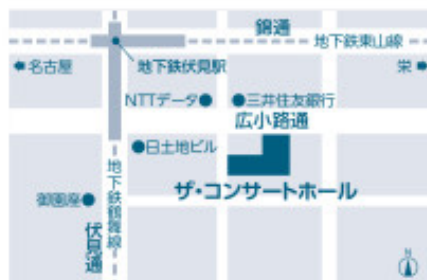 錦通
地下鉄東山線
名古屋
地下鉄伏見駅
栄
NTTデータ
三井住友銀行
広小路通
日土地ビル
地下鉄鶴舞線
ザ・コンサートホール
御園座
伏見通
N